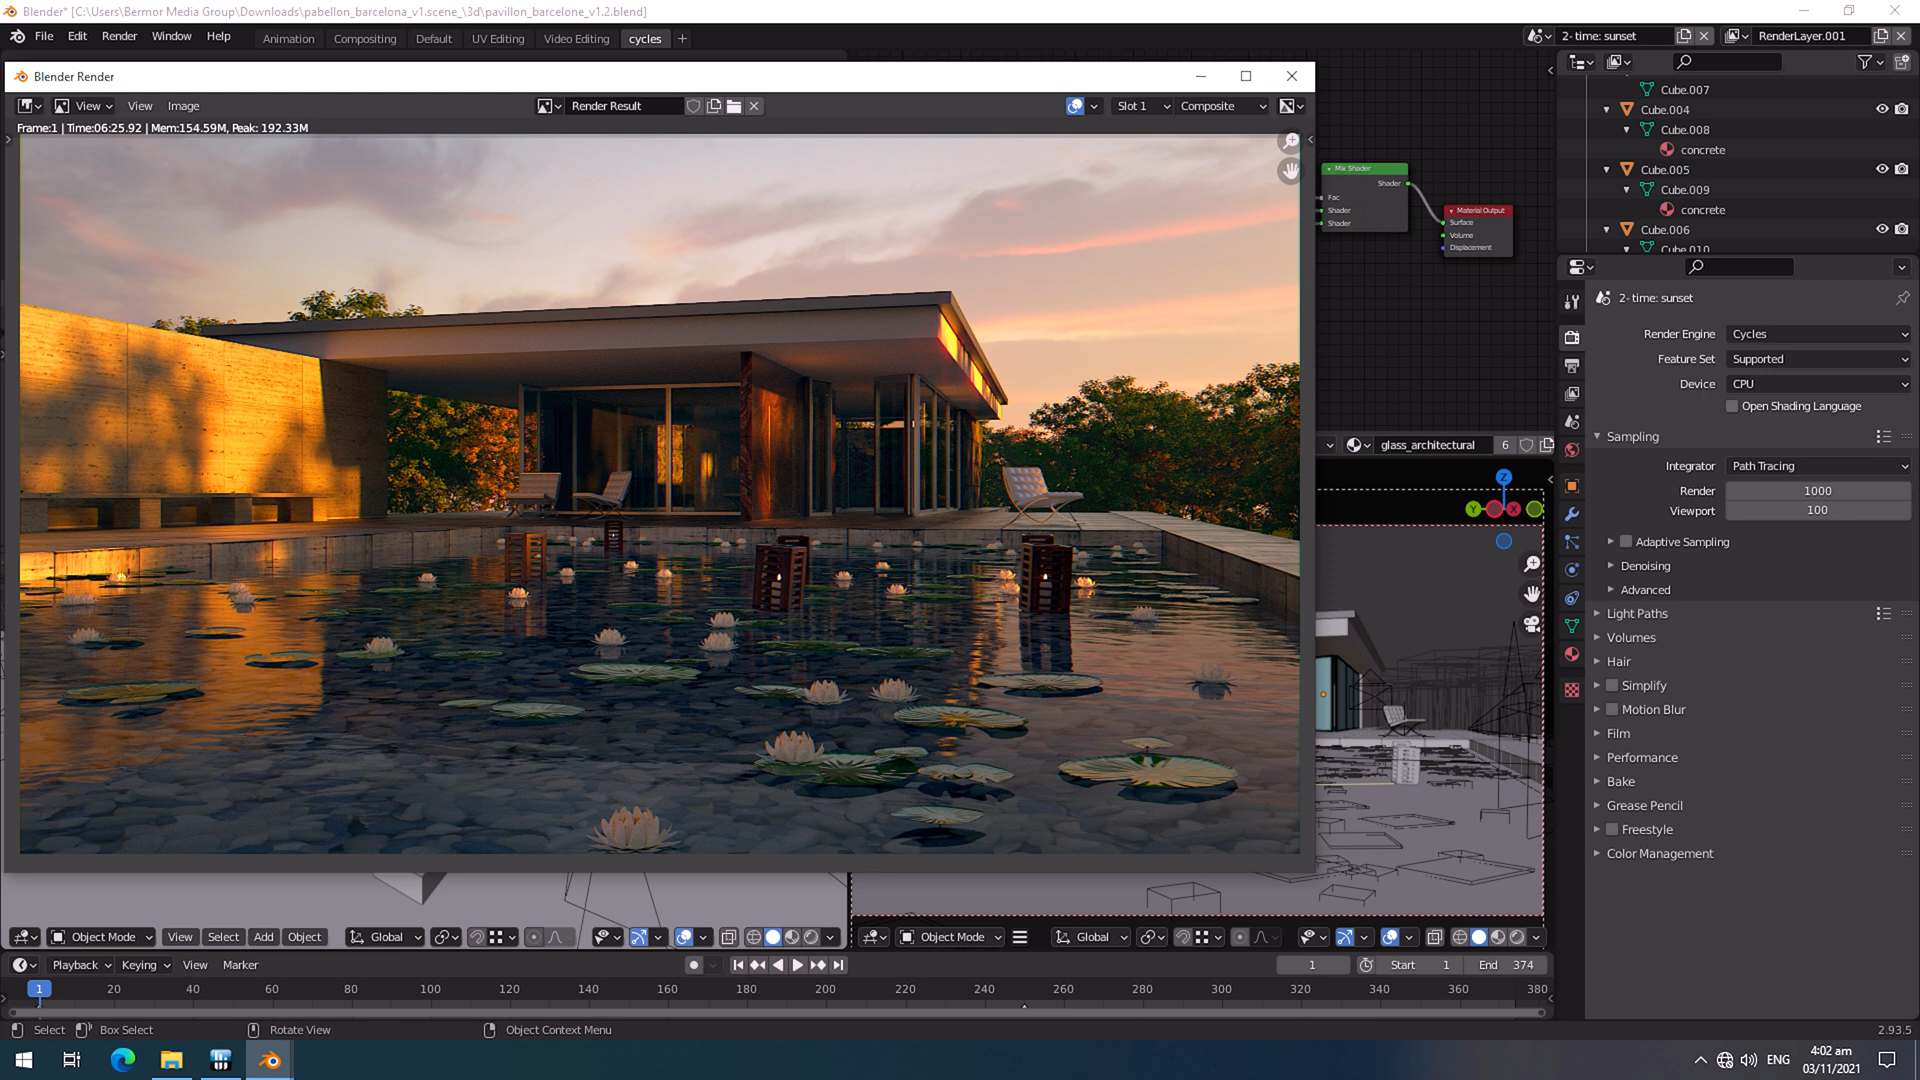 Blender* [C:\Users\Bermor Media Group\Downloads\pabellon_barcelona_v1.scene_\3d\pavillon_barcelone_v1.2.blend]
File Edit Render Window Help Animation Compositing Default UV Editing Video Editing cycles +
2- time: sunset RenderLayer.001
Blender Render
View View Image Render Result Slot 1 Composite
Frame:1 | Time:06:25.92 | Mem:154.59M, Peak: 192.33M
Mix Shader
Shader
Fac
Shader
Shader
Material Output
Surface
Volume
Displacement
glass_architectural 6
Z
Y X
Cube.007
Cube.004
Cube.008
concrete
Cube.005
Cube.009
concrete
Cube.006
Cube.010
2- time: sunset
Render Engine Cycles
Feature Set Supported
Device CPU
Open Shading Language
Sampling
Integrator Path Tracing
Render 1000
Viewport 100
Adaptive Sampling
Denoising
Advanced
Light Paths
Volumes
Hair
Simplify
Motion Blur
Film
Performance
Bake
Grease Pencil
Freestyle
Color Management
Object Mode View Select Add Object Global
Object Mode Global
Playback Keying View Marker 1 Start 1 End 374
1 20 40 60 80 100 120 140 160 180 200 220 240 260 280 300 320 340 360 380
Select Box Select Rotate View Object Context Menu 2.93.5
ENG
4:02 am
03/11/2021